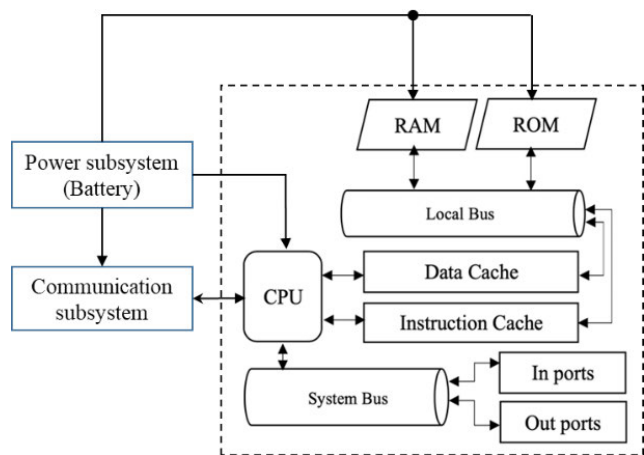 RAM
ROM
Power subsystem
(Battery)
Local Bus
Communication
subsystem
CPU
Data Cache
Instruction Cache
System Bus
In ports
Out ports